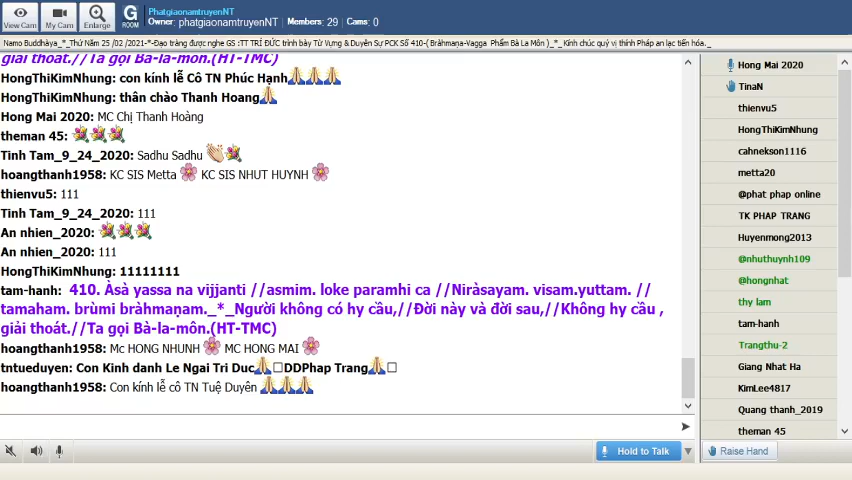 View Cam
My Cam
Enlarge
G
ROOM
PhatgiaonamtruyenNT
Owner: phatgiaonamtruyenNT | Members: 29 | Cams: 0
Namo Buddhàya_*_Thứ Năm 25 /02 /2021-*-Đạo tràng được nghe GS :TT TRÍ ĐỨC trình bày Từ Vựng &Duyên Sự PCK Số 410-( Bràhmaṇa-Vagga Phẩm Bà La Môn ) _*_ Kính chúc quý vị thính Pháp an lạc tiến hóa._
giải thoát.//Ta gọi Bà-la-môn.(HT-TMC)
HongThiKimNhung: con kính lễ Cô TN Phúc Hạnh
HongThiKimNhung: thân chào Thanh Hoang
Hong Mai 2020: MC Chị Thanh Hoàng
theman 45:
Tinh Tam_9_24_2020: Sadhu Sadhu
hoangthanh1958: KC SIS Metta KC SIS NHUT HUYNH
thienvu5: 111
Tinh Tam_9_24_2020: 111
An nhien_2020:
An nhien_2020: 111
HongThiKimNhung: 11111111
tam-hanh: 410. Àsà yassa na vijjanti //asmim. loke paramhi ca //Niràsayam. visam.yuttam. //
tamaham. brùmi bràhmaṇam._*_Người không có hy cầu,//Đời này và đời sau,//Không hy cầu ,
giải thoát.//Ta gọi Bà-la-môn.(HT-TMC)
hoangthanh1958: Mc HONG NHUNH MC HONG MAI
tntueduyen: Con Kinh danh Le Ngai Tri Duc DDPhap Trang
hoangthanh1958: Con kính lễ cô TN Tuệ Duyên
Hold to Talk
Hong Mai 2020
TinaN
thienvu5
HongThiKimNhung
cahnekson1116
metta20
@phat phap online
TK PHAP TRANG
Huyenmong2013
@nhuthuynh109
@hongnhat
thy lam
tam-hanh
Trangthu-2
Giang Nhat Ha
KimLee4817
Quang thanh_2019
theman 45
Raise Hand